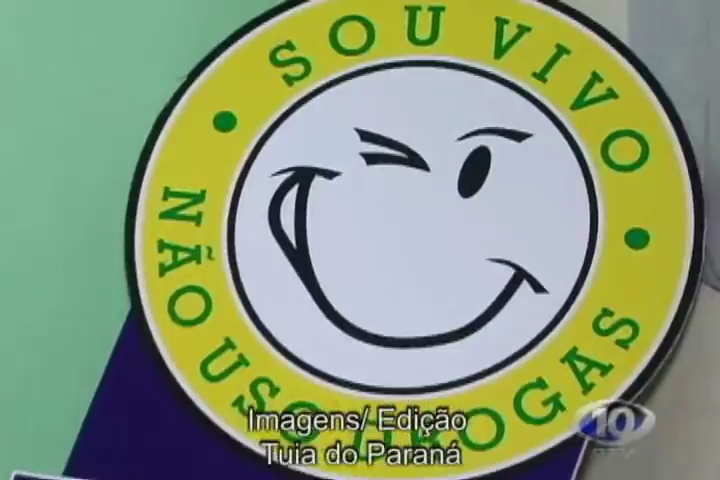 SOU VIVO
NÃO USO DROGAS
Imagens/ Edição
Tuia do Paraná
10